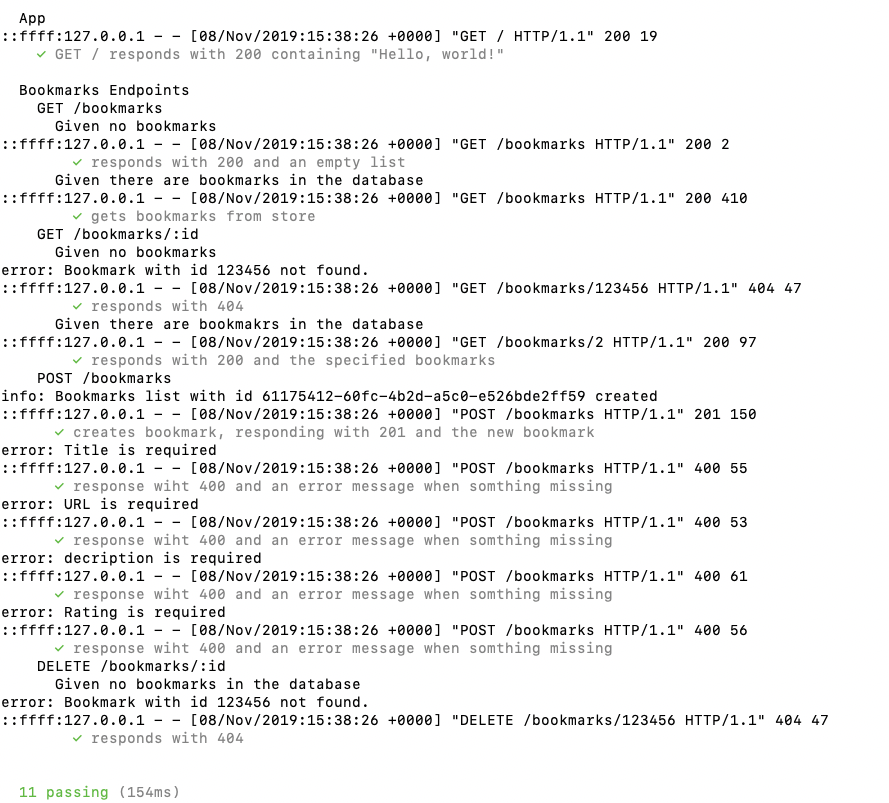 App
::ffff:127.0.0.1 - - [08/Nov/2019:15:38:26 +0000] "GET / HTTP/1.1" 200 19
✓ GET / responds with 200 containing "Hello, world!"
Bookmarks Endpoints
GET /bookmarks
Given no bookmarks
::ffff:127.0.0.1 - - [08/Nov/2019:15:38:26 +0000] "GET /bookmarks HTTP/1.1" 200 2
✓ responds with 200 and an empty list
Given there are bookmarks in the database
::ffff:127.0.0.1 - - [08/Nov/2019:15:38:26 +0000] "GET /bookmarks HTTP/1.1" 200 410
✓ gets bookmarks from store
GET /bookmarks/:id
Given no bookmarks
error: Bookmark with id 123456 not found.
::ffff:127.0.0.1 - - [08/Nov/2019:15:38:26 +0000] "GET /bookmarks/123456 HTTP/1.1" 404 47
✓ responds with 404
Given there are bookmakrs in the database
::ffff:127.0.0.1 - - [08/Nov/2019:15:38:26 +0000] "GET /bookmarks/2 HTTP/1.1" 200 97
✓ responds with 200 and the specified bookmarks
POST /bookmarks
info: Bookmarks list with id 61175412-60fc-4b2d-a5c0-e526bde2ff59 created
::ffff:127.0.0.1 - - [08/Nov/2019:15:38:26 +0000] "POST /bookmarks HTTP/1.1" 201 150
✓ creates bookmark, responding with 201 and the new bookmark
error: Title is required
::ffff:127.0.0.1 - - [08/Nov/2019:15:38:26 +0000] "POST /bookmarks HTTP/1.1" 400 55
✓ response wiht 400 and an error message when somthing missing
error: URL is required
::ffff:127.0.0.1 - - [08/Nov/2019:15:38:26 +0000] "POST /bookmarks HTTP/1.1" 400 53
✓ response wiht 400 and an error message when somthing missing
error: decription is required
::ffff:127.0.0.1 - - [08/Nov/2019:15:38:26 +0000] "POST /bookmarks HTTP/1.1" 400 61
✓ response wiht 400 and an error message when somthing missing
error: Rating is required
::ffff:127.0.0.1 - - [08/Nov/2019:15:38:26 +0000] "POST /bookmarks HTTP/1.1" 400 56
✓ response wiht 400 and an error message when somthing missing
DELETE /bookmarks/:id
Given no bookmarks in the database
error: Bookmark with id 123456 not found.
::ffff:127.0.0.1 - - [08/Nov/2019:15:38:26 +0000] "DELETE /bookmarks/123456 HTTP/1.1" 404 47
✓ responds with 404
11 passing (154ms)